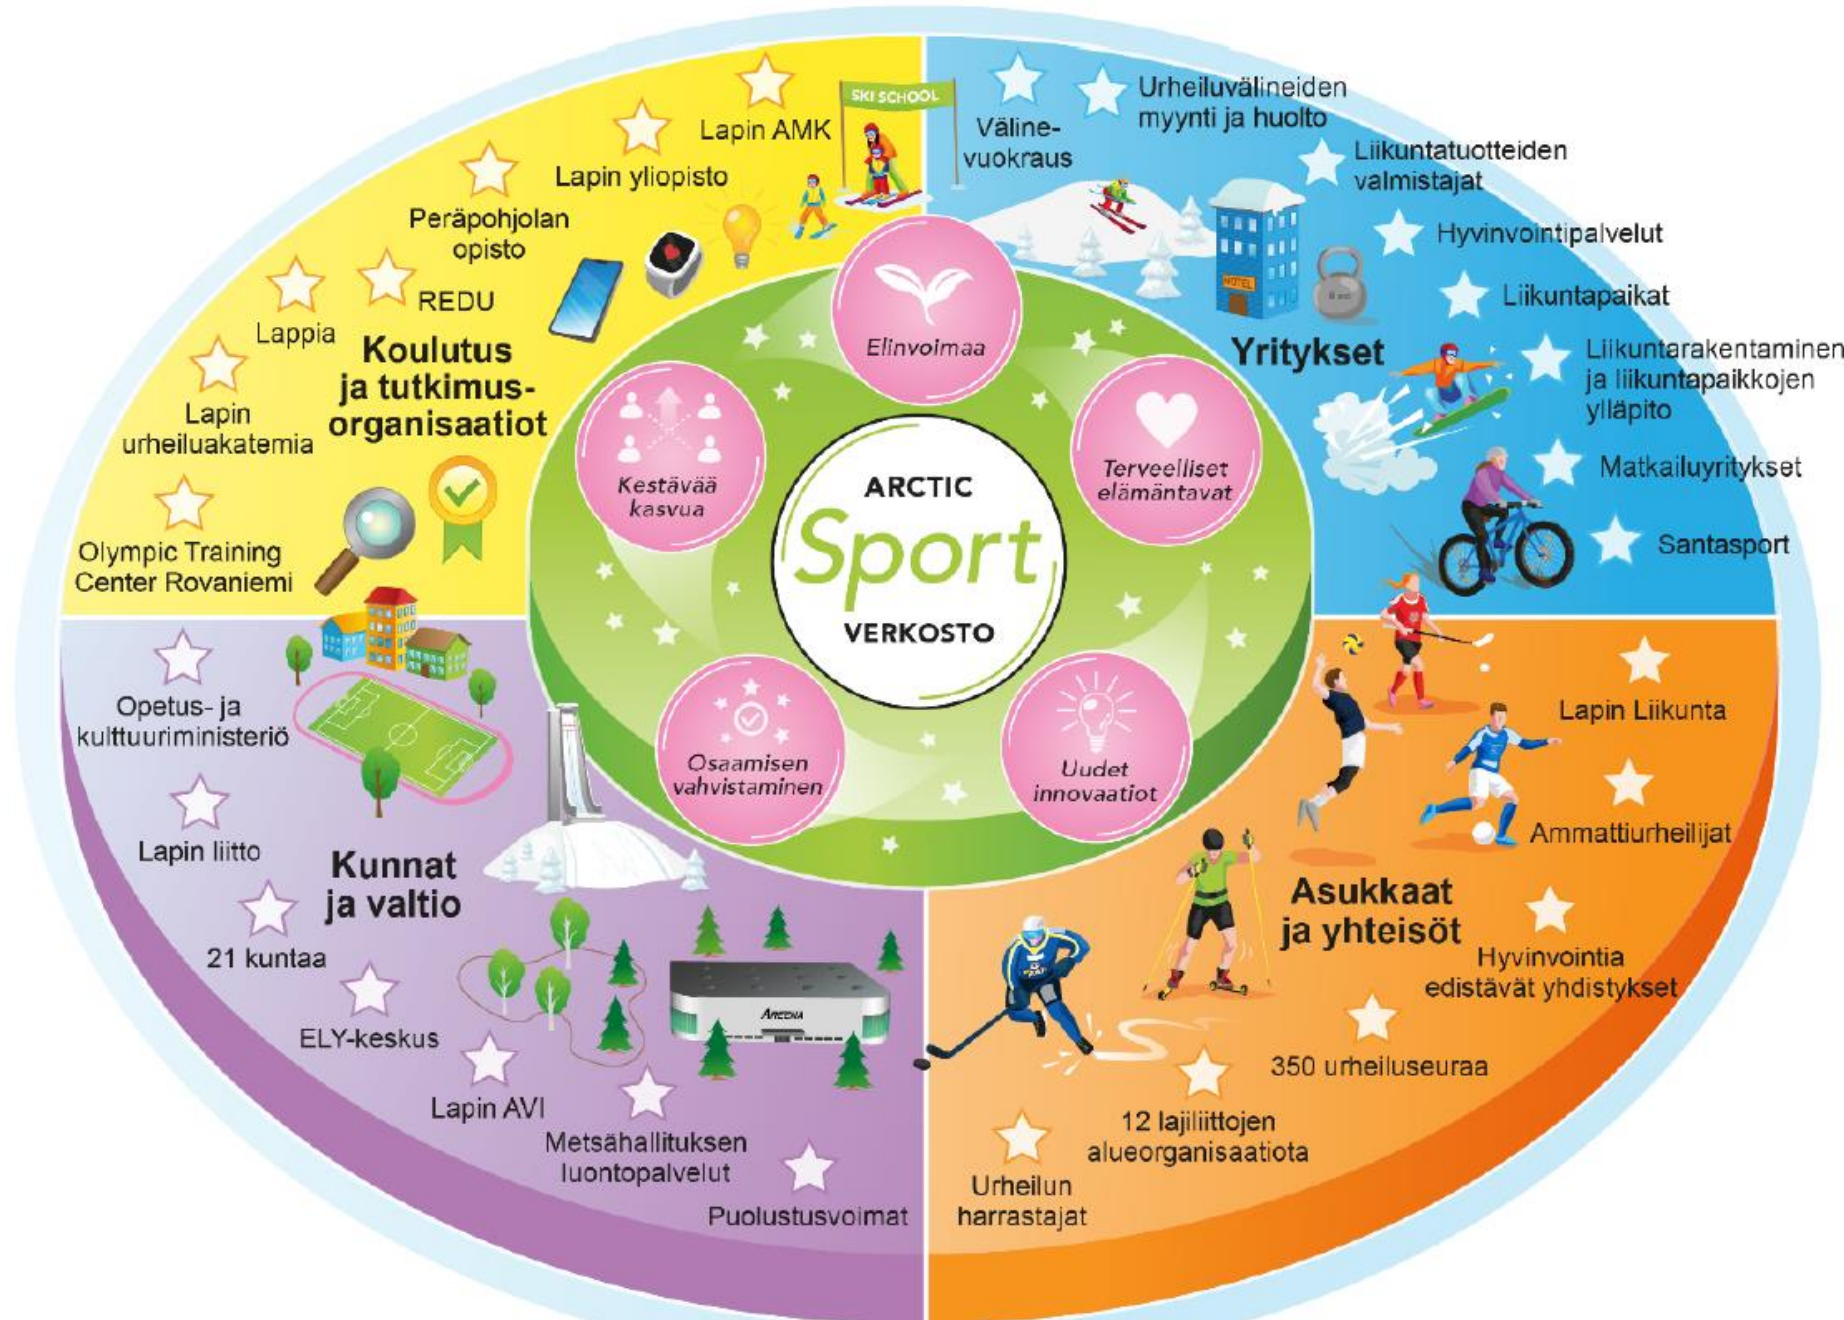 SKI SCHOOL
Lapin AMK
Lapin yliopisto
Peräpohjolan
opisto
REDU
Lappia
Lapin
urheiluakatemia
Olympic Training
Center Rovaniemi
Koulutus
ja tutkimus-
organisaatiot
Väline-
vuokraus
Urheiluvälineiden
myynti ja huolto
Liikuntatuotteiden
valmistajat
Hyvinvointipalvelut
Liikuntapaikat
Liikuntarakentaminen
ja liikuntapaikkojen
ylläpito
Matkailuyritykset
Santasport
HOTEL
Yritykset
Elinvoimaa
Kestävää
kasvua
Terveelliset
elämäntavat
ARCTIC
Sport
VERKOSTO
Osaamisen
vahvistaminen
Uudet
innovaatiot
Opetus- ja
kulttuuriministeriö
Lapin liitto
21 kuntaa
ELY-keskus
Lapin AVI
Metsähallituksen
luontopalvelut
Puolustusvoimat
Kunnat
ja valtio
Lapin Liikunta
Ammattiurheilijat
Asukkaat
ja yhteisöt
Hyvinvointia
edistävät yhdistykset
350 urheiluseuraa
12 lajiliittojen
alueorganisaatiota
Urheilun
harrastajat